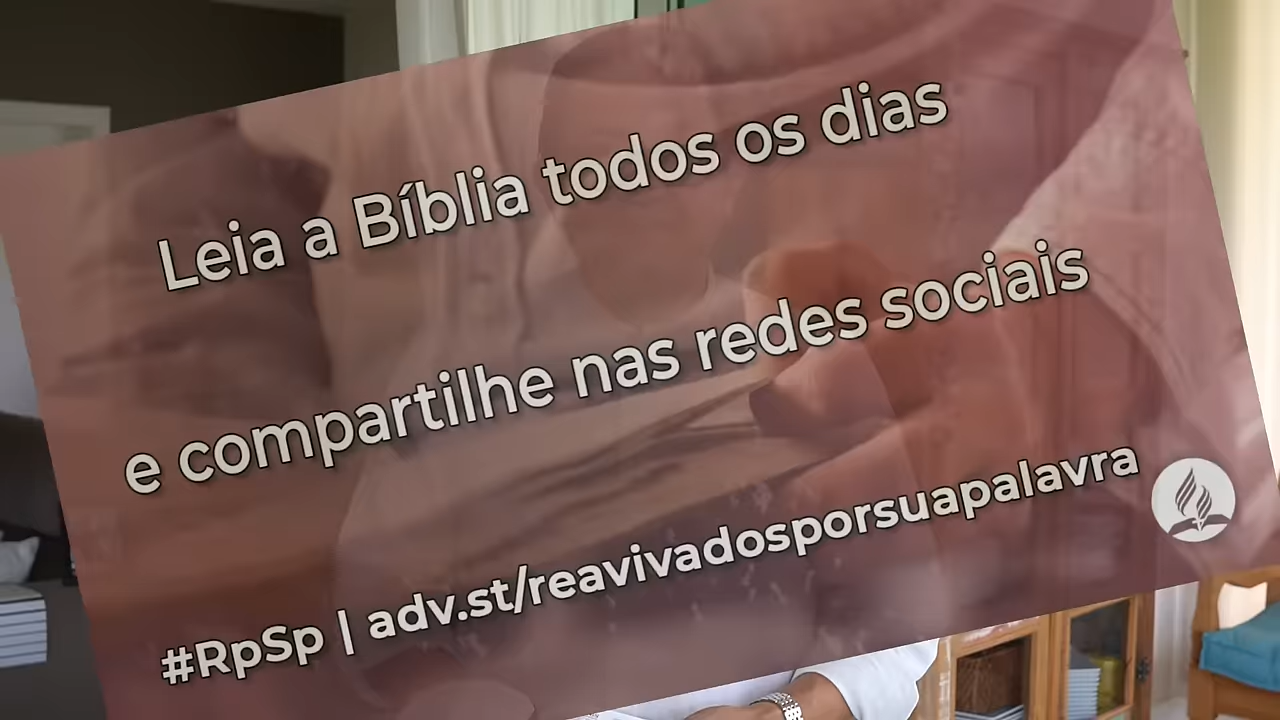 Leia a Bíblia todos os dias
e compartilhe nas redes sociais
#RpSp | adv.st/reavivadosporsuapalavra